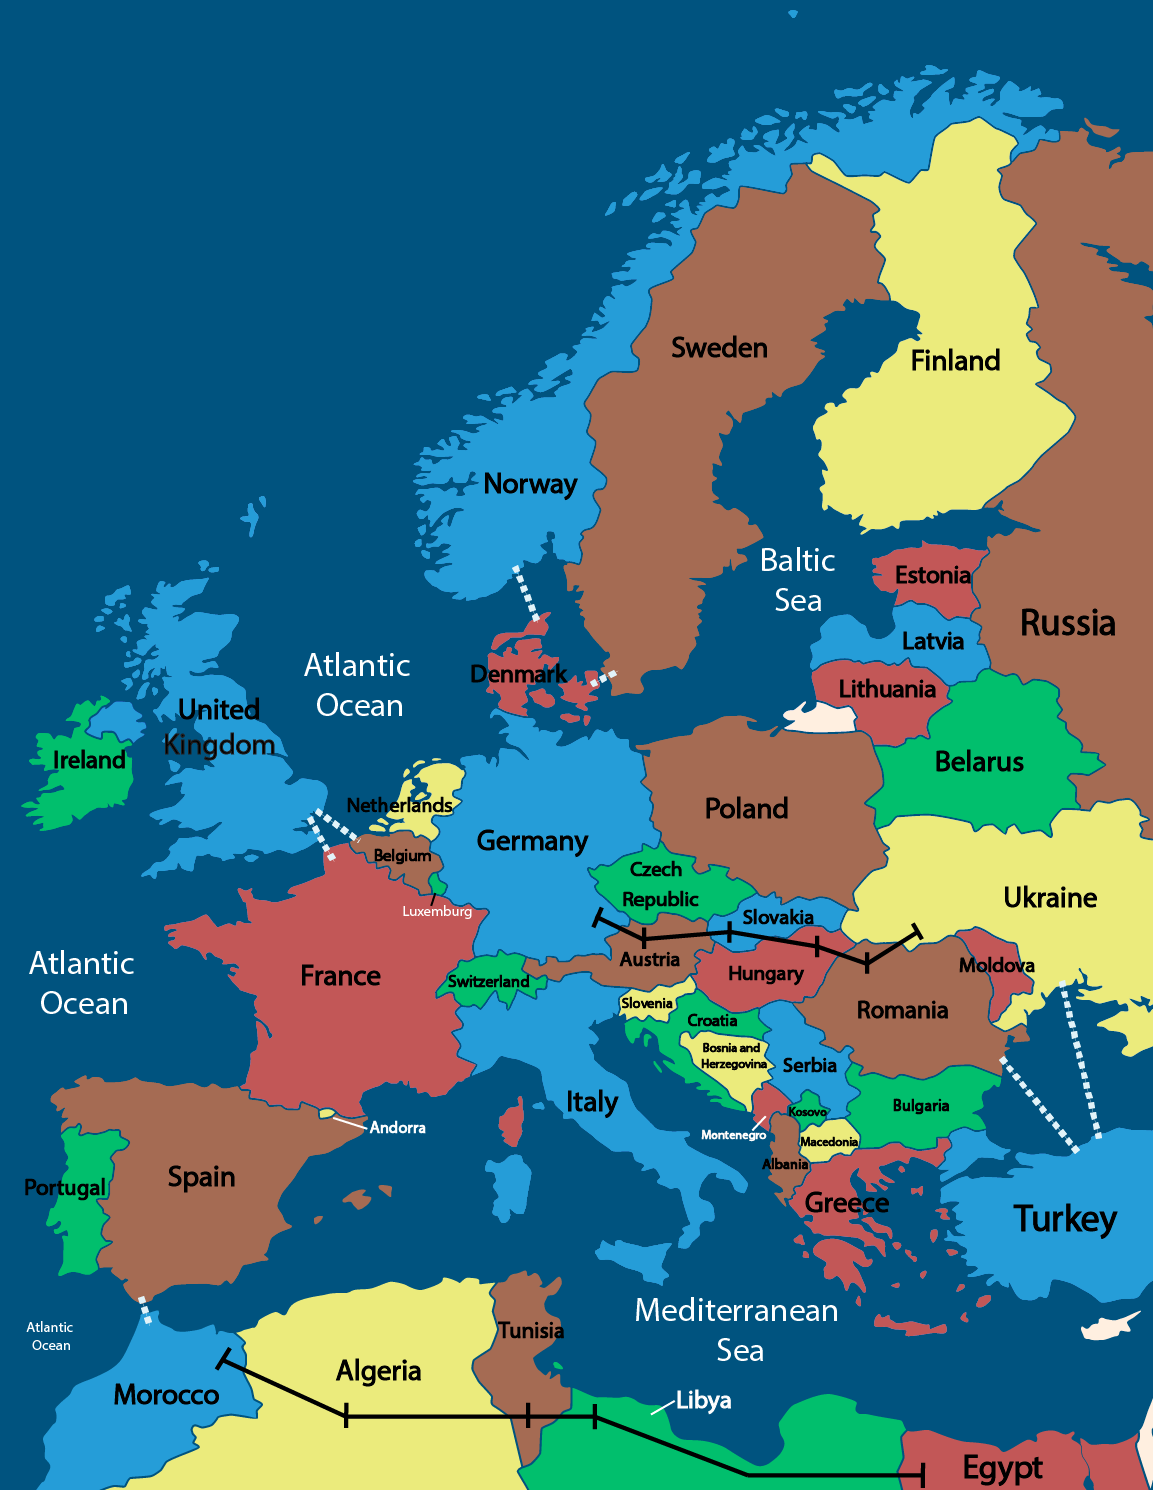 Sweden
Finland
Norway
Baltic
Sea
Estonia
Russia
Latvia
Atlantic
Ocean
Denmark
Lithuania
United
Kingdom
Ireland
Belarus
Netherlands
Poland
Germany
Belgium
Czech
Republic
Ukraine
Luxemburg
Slovakia
Atlantic
Ocean
France
Austria
Moldova
Hungary
Switzerland
Slovenia
Romania
Croatia
Bosnia and
Herzegovina
Serbia
Italy
Bulgaria
Kosovo
Andorra
Montenegro
Macedonia
Albania
Spain
Portugal
Greece
Turkey
Mediterranean
Sea
Atlantic
Ocean
Tunisia
Algeria
Morocco
Libya
Egypt